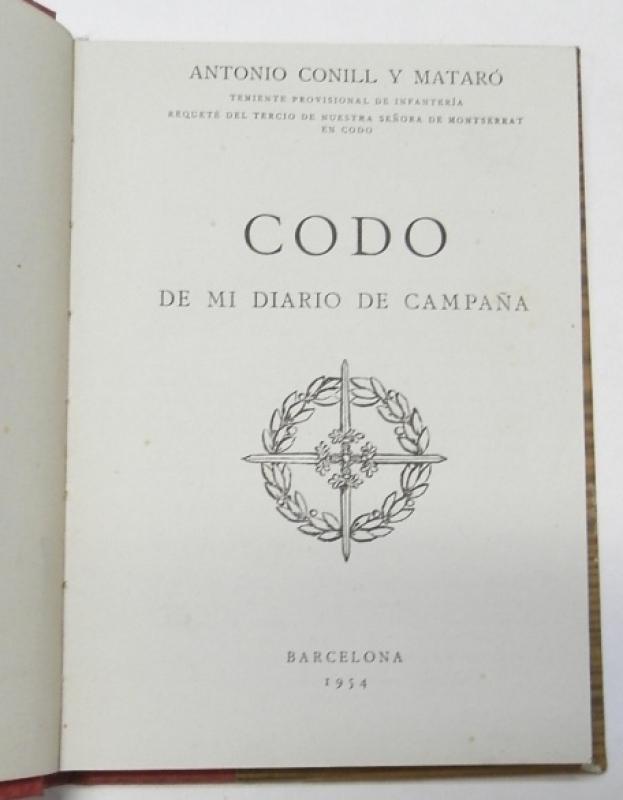 ANTONIO CONILL Y MATARÓ
TENIENTE PROVISIONAL DE INFANTERÍA
REQUETÉ DEL TERCIO DE NUESTRA SEÑORA DE MONTSERRAT
EN CODO
CODO
DE MI DIARIO DE CAMPAÑA
BARCELONA
1954